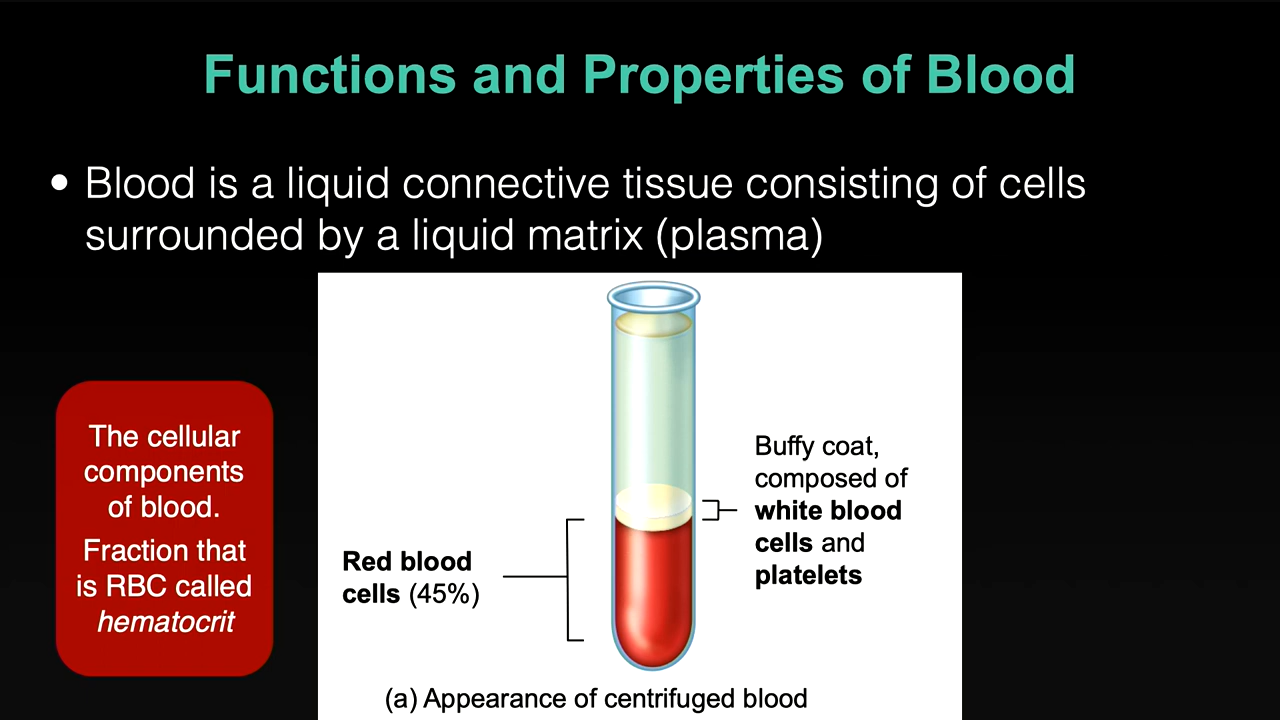 Functions and Properties of Blood
• Blood is a liquid connective tissue consisting of cells
surrounded by a liquid matrix (plasma)
The cellular
components
of blood.
Fraction that
is RBC called
hematocrit
Red blood
cells (45%)
Buffy coat,
composed of
white blood
cells and
platelets
(a) Appearance of centrifuged blood